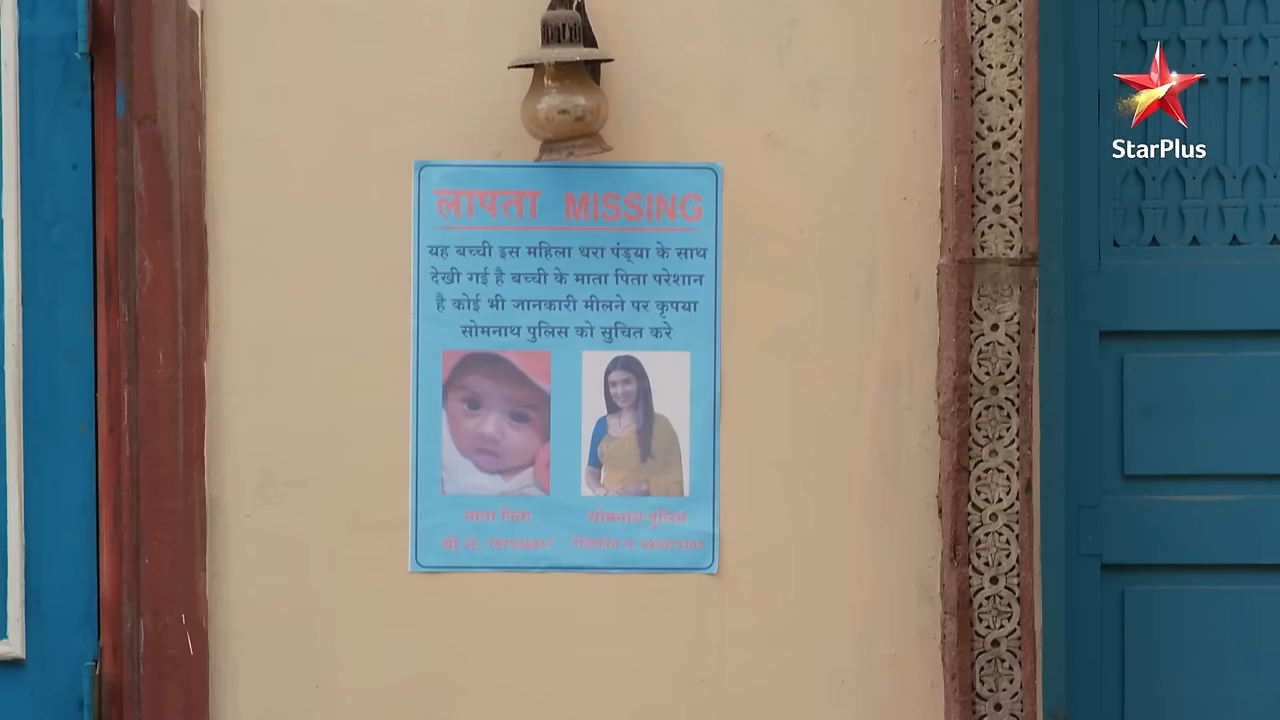 StarPlus
लापता MISSING
यह बच्ची इस महिला धरा पंड्या के साथ
देखी गई है बच्ची के माता पिता परेशान
है कोई भी जानकारी मीलने पर कृपया
सोमनाथ पुलिस को सुचित करे
माता पिता
सोमनाथ पुलिस
मो.नं.
टेलिफोन नं.